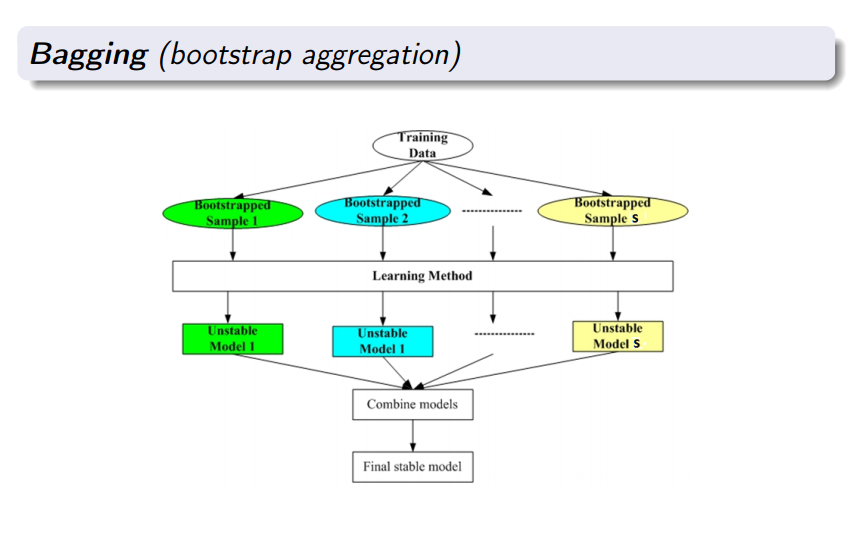 Bagging (bootstrap aggregation)
Training
Data
Bootstrapped
Sample 1
Bootstrapped
Sample 2
Bootstrapped
Sample S
Learning Method
Unstable
Model 1
Unstable
Model 1
Unstable
Model S
Combine models
Final stable model